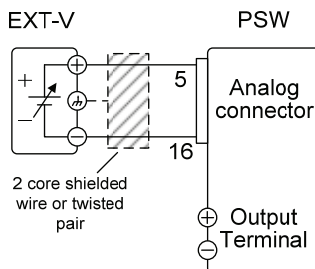 EXT-V
PSW
+
−
+
−
5
16
Analog
connector
2 core shielded
wire or twisted
pair
+
−
Output
Terminal